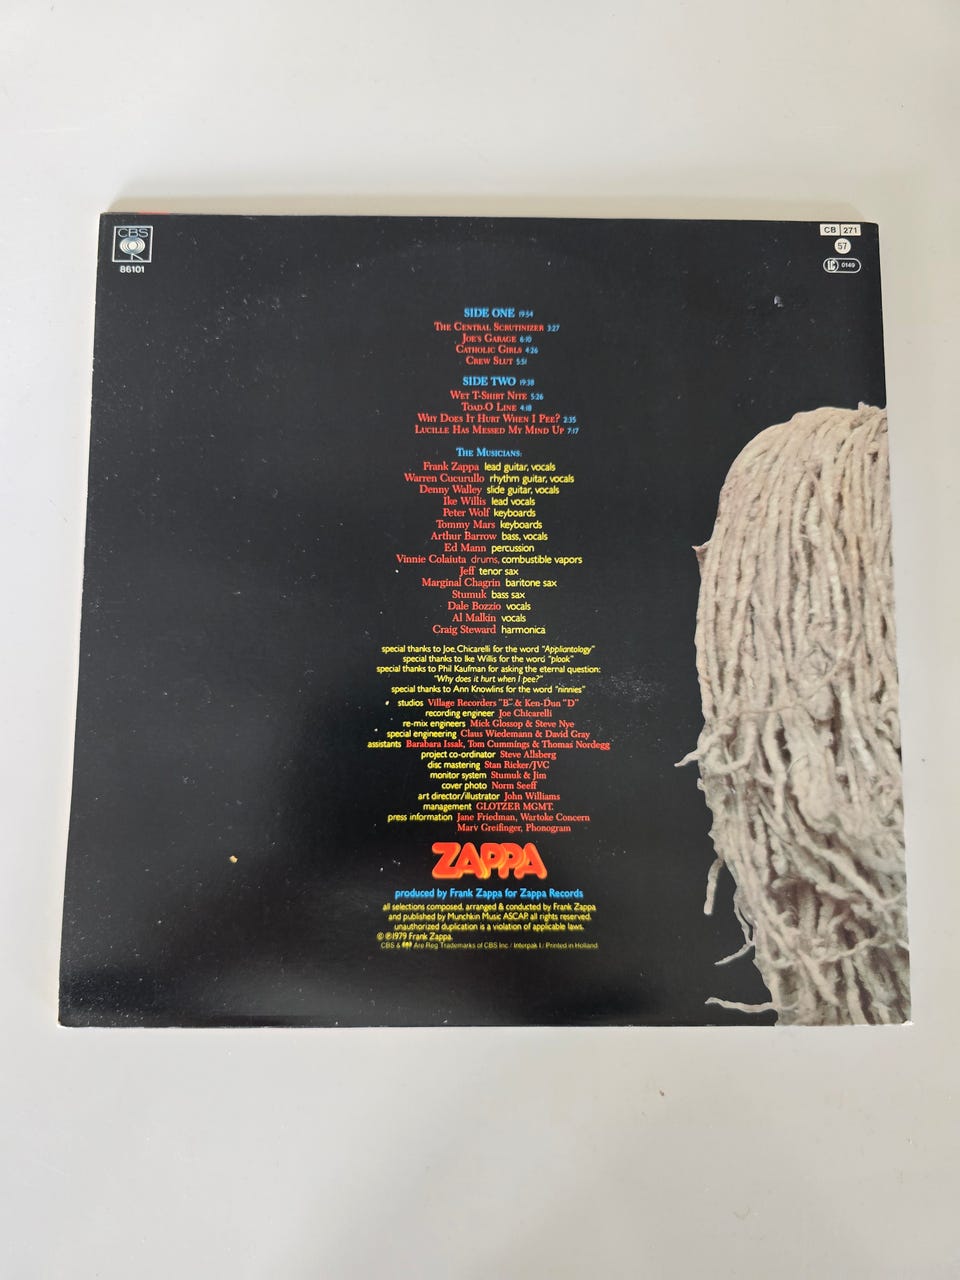 CBS
86101
CB 271
57
LC 0149
SIDE ONE 19:54
THE CENTRAL SCRUTINIZER 3:27
JOE'S GARAGE 6:10
CATHOLIC GIRLS 4:26
CREW SLUT 5:51
SIDE TWO 19:38
WET T-SHIRT NITE 5:26
TOAD-O LINE 4:18
WHY DOES IT HURT WHEN I PEE? 2:35
LUCILLE HAS MESSED MY MIND UP 7:17
THE MUSICIANS:
Frank Zappa lead guitar, vocals
Warren Cucurullo rhythm guitar, vocals
Denny Walley slide guitar, vocals
Ike Willis lead vocals
Peter Wolf keyboards
Tommy Mars keyboards
Arthur Barrow bass, vocals
Ed Mann percussion
Vinnie Colaiuta drums, combustible vapors
Jeff tenor sax
Marginal Chagrin baritone sax
Stumuk bass sax
Dale Bozzio vocals
Al Malkin vocals
Craig Steward harmonica
special thanks to Joe Chicarelli for the word "Appliantology"
special thanks to Ike Willis for the word "plook"
special thanks to Phil Kaufman for asking the eternal question:
"Why does it hurt when I pee?"
special thanks to Ann Knowlins for the word "ninnies"
studios Village Recorders "B" & Ken-Dun "D"
recording engineer Joe Chicarelli
re-mix engineers Mick Glossop & Steve Nye
special engineering Claus Wiedemann & David Gray
assistants Barabara Issak, Tom Cummings & Thomas Nordegg
project co-ordinator Steve Allsberg
disc mastering Stan Ricker/JVC
monitor system Stumuk & Jim
cover photo Norm Seeff
art director/illustrator John Williams
management GLOTZER MGMT.
press information Jane Friedman, Wartoke Concern
Marv Greifinger, Phonogram
ZAPPA
produced by Frank Zappa for Zappa Records
all selections composed, arranged & conducted by Frank Zappa
and published by Munchkin Music ASCAP, all rights reserved.
unauthorized duplication is a violation of applicable laws.
© ℗ 1979 Frank Zappa.
CBS & Are Reg Trademarks of CBS Inc / Interpak I / Printed in Holland